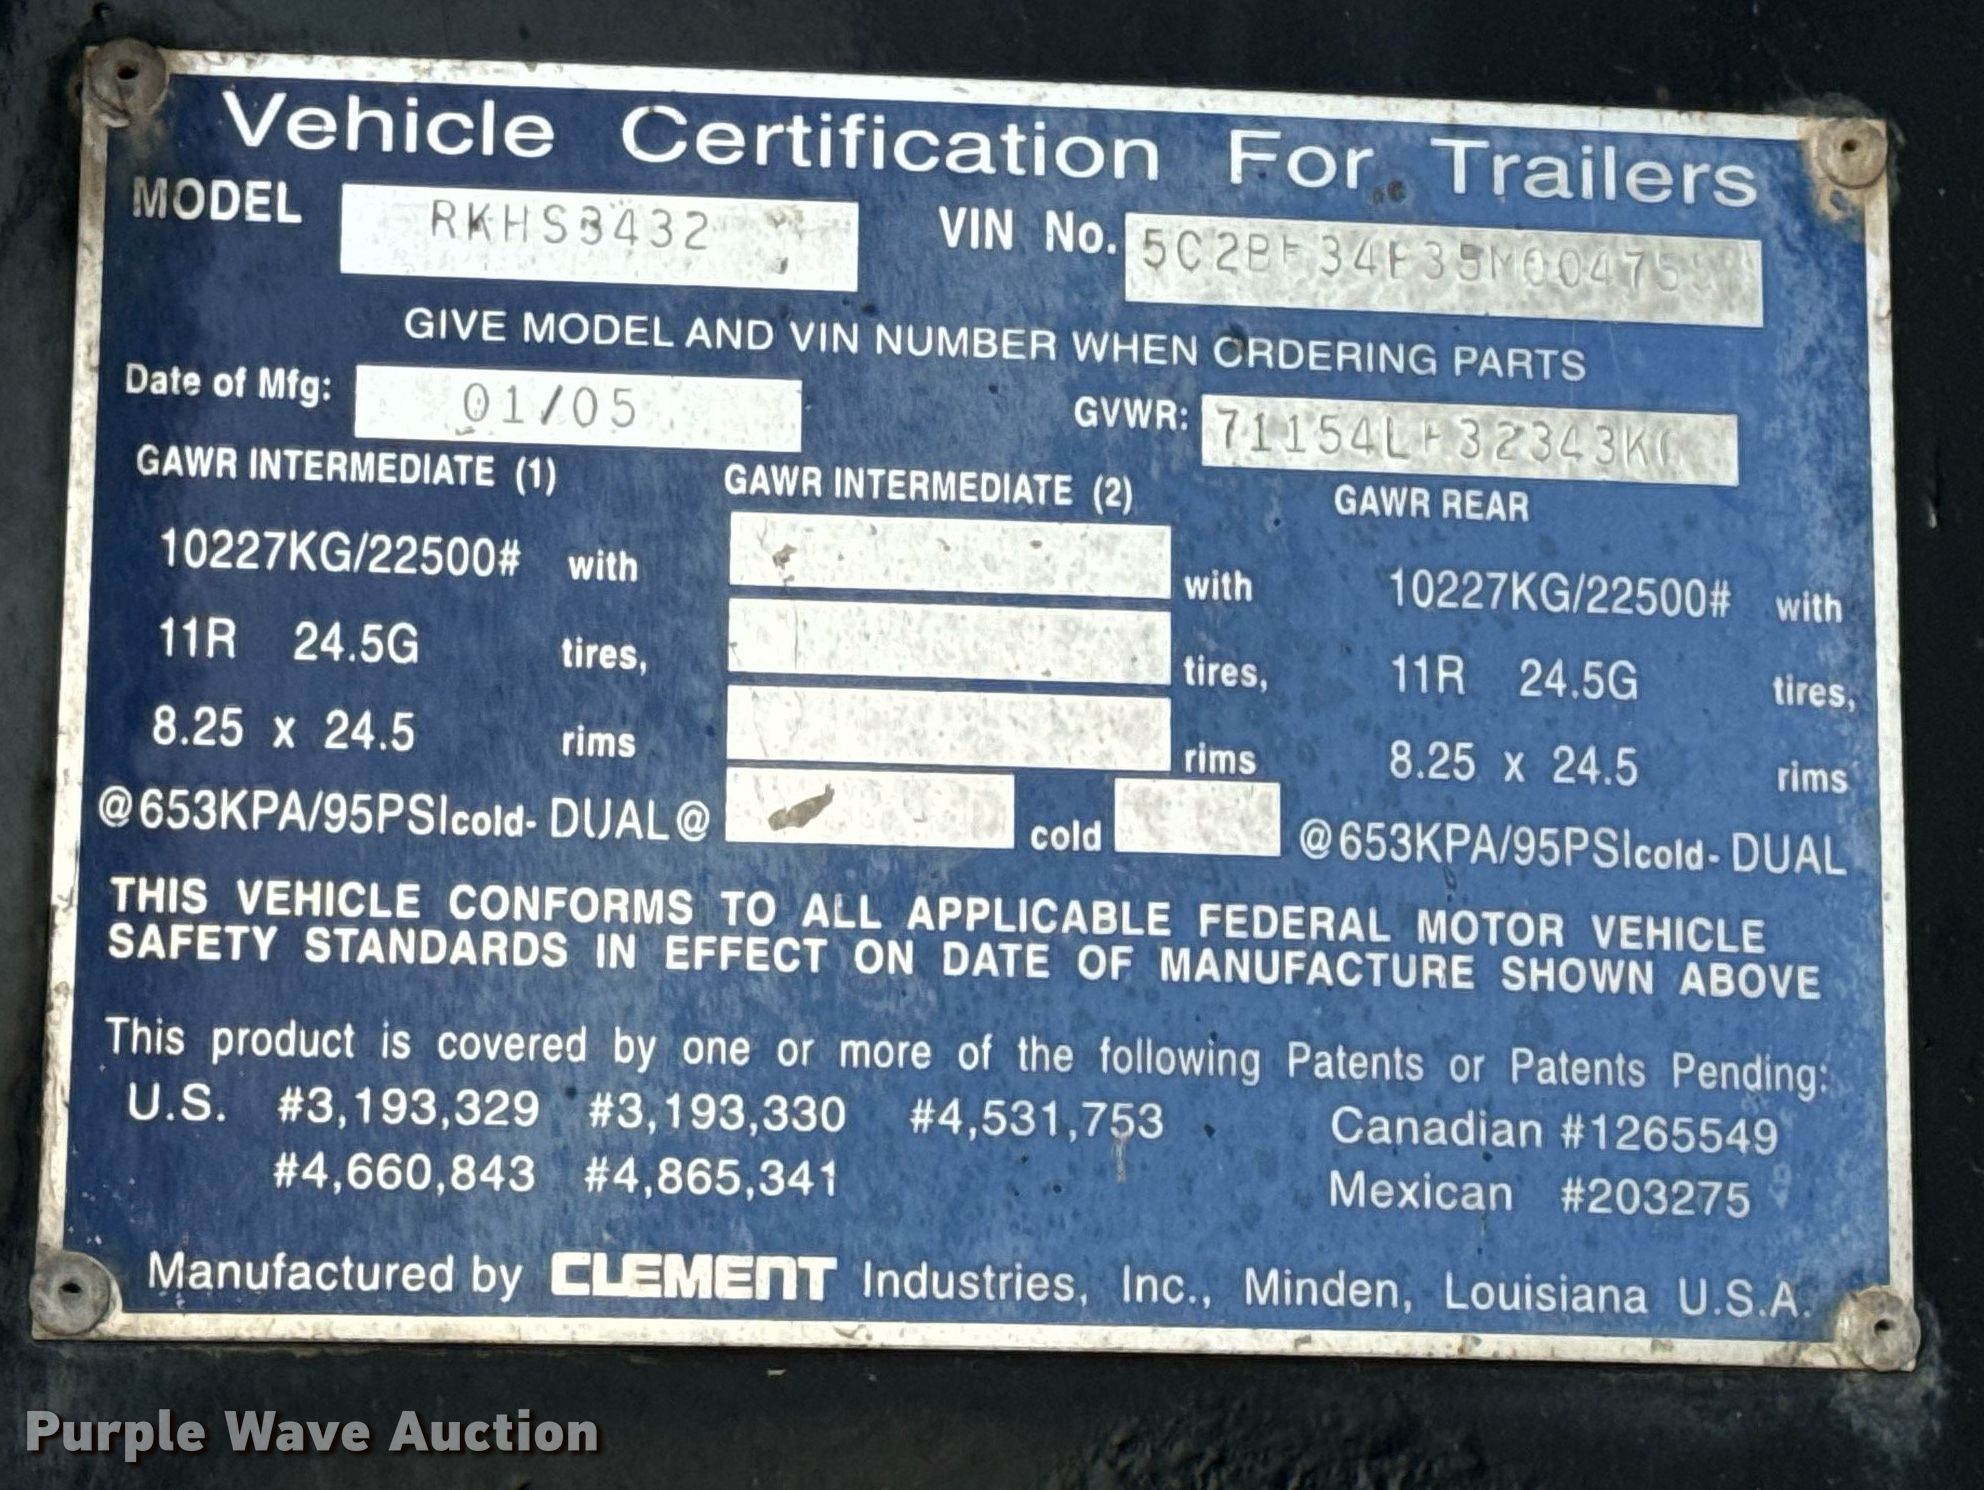 Vehicle Certification For Trailers
MODEL RKHS3432 VIN No.
GIVE MODEL AND VIN NUMBER WHEN ORDERING PARTS
Date of Mfg: 01/05 GVWR:
GAWR INTERMEDIATE (1) GAWR INTERMEDIATE (2) GAWR REAR
10227KG/22500# with with 10227KG/22500# with
11R 24.5G tires, tires, 11R 24.5G tires,
8.25 x 24.5 rims rims 8.25 x 24.5 rims
@653KPA/95PSIcold- DUAL@ cold @653KPA/95PSIcold- DUAL
THIS VEHICLE CONFORMS TO ALL APPLICABLE FEDERAL MOTOR VEHICLE
SAFETY STANDARDS IN EFFECT ON DATE OF MANUFACTURE SHOWN ABOVE
This product is covered by one or more of the following Patents or Patents Pending:
U.S. #3,193,329 #3,193,330 #4,531,753 Canadian #1265549
#4,660,843 #4,865,341 Mexican #203275
Manufactured by CLEMENT Industries, Inc., Minden, Louisiana U.S.A.
Purple Wave Auction